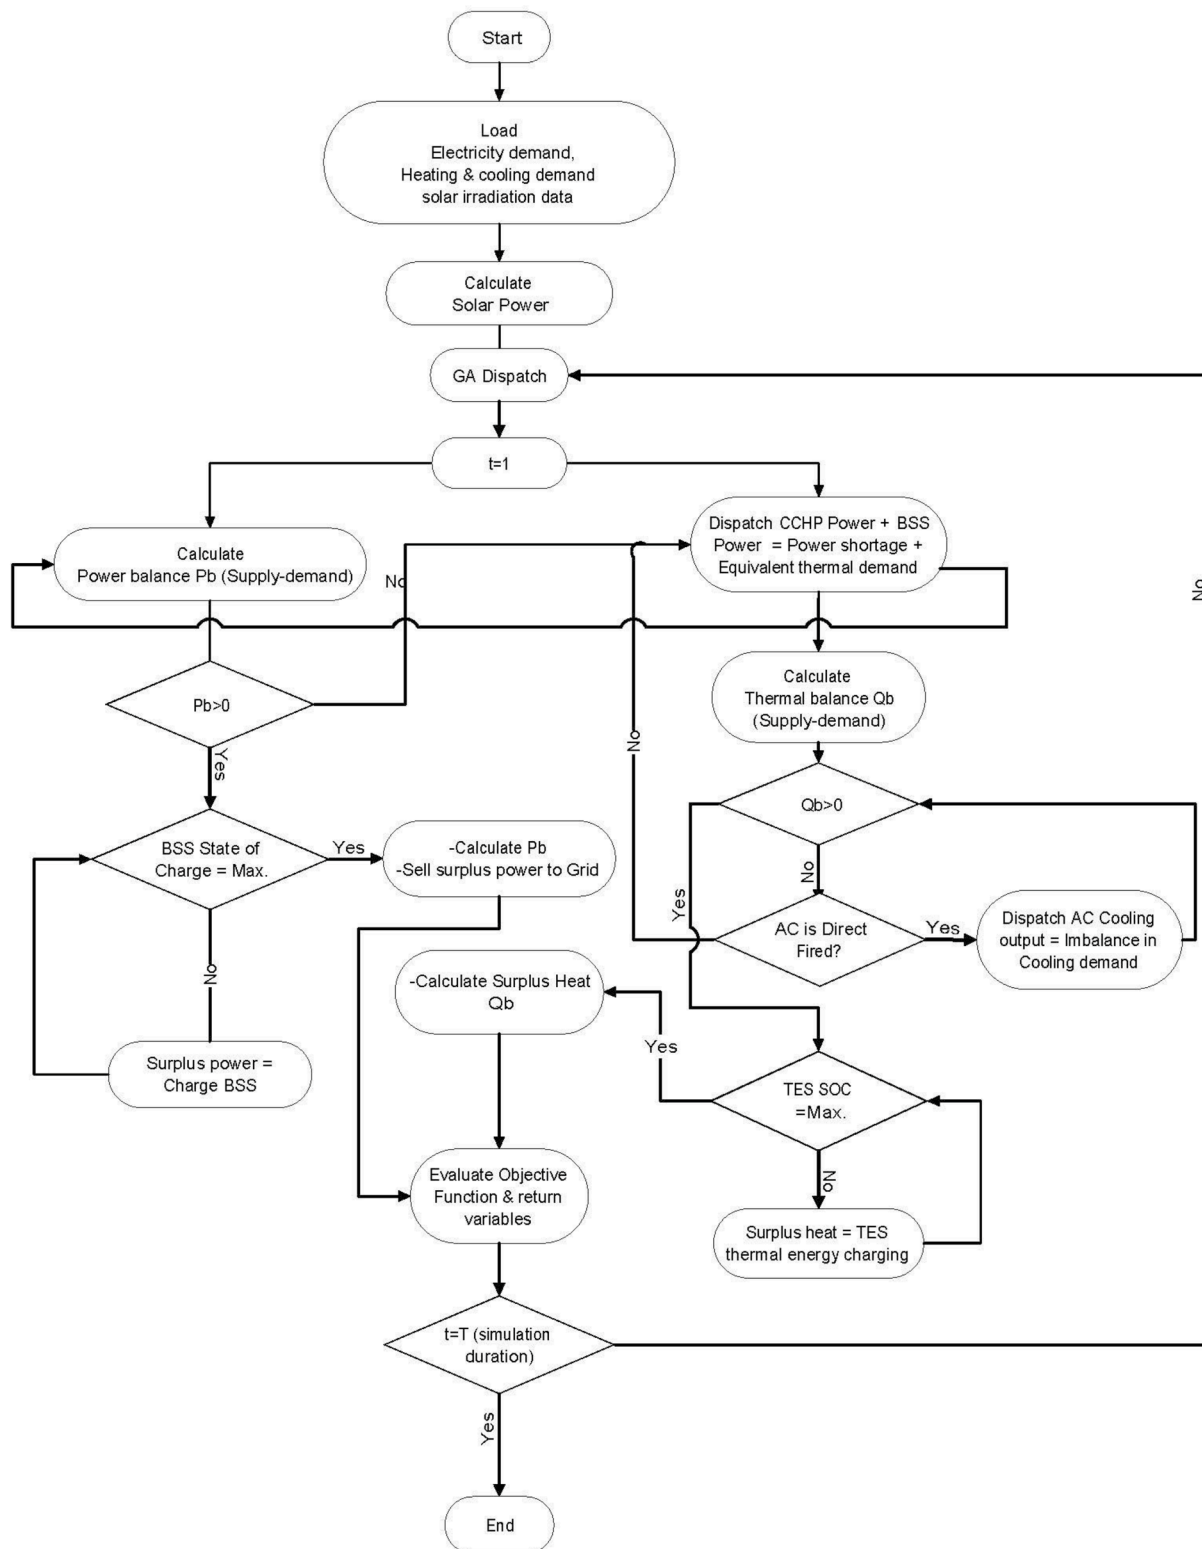 Start
Load
Electricity demand,
Heating & cooling demand
solar irradiation data
Calculate
Solar Power
GA Dispatch
t=1
Calculate
Power balance Pb (Supply-demand)
Dispatch CCHP Power + BSS
Power = Power shortage +
Equivalent thermal demand
No
No
Pb>0
Calculate
Thermal balance Qb
(Supply-demand)
Yes
No
Qb>0
BSS State of
Charge = Max.
Yes
-Calculate Pb
-Sell surplus power to Grid
No
Yes
AC is Direct
Fired?
Yes
Dispatch AC Cooling
output = Imbalance in
Cooling demand
No
-Calculate Surplus Heat
Qb
Yes
Surplus power =
Charge BSS
TES SOC
=Max.
No
Evaluate Objective
Function & return
variables
Surplus heat = TES
thermal energy charging
t=T (simulation
duration)
Yes
End